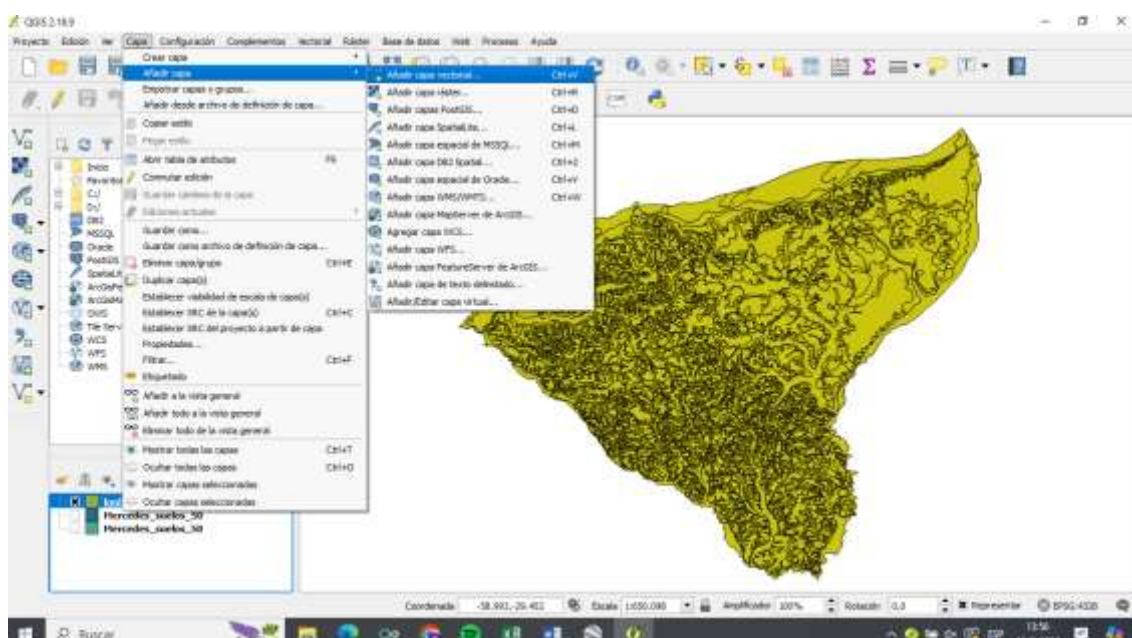 QGIS 2.18.9
Proyecto Edición Ver Capa Configuración Complementos Vectorial Ráster Base de datos Web Procesos Ayuda
Crear capa
Añadir capa
Empotrar capas y grupos...
Añadir desde archivo de definición de capa...
Copiar estilo
Pegar estilo
Abrir tabla de atributos F6
Conmutar edición
Guardar cambios de la capa
Ediciones actuales
Guardar como...
Guardar como archivo de definición de capa...
Eliminar capa/grupo Ctrl+E
Duplicar capa(s)
Establecer visibilidad de escala de capa(s)
Establecer SRC de la capa(s) Ctrl+C
Establecer SRC del proyecto a partir de capa
Propiedades...
Filtrar... Ctrl+F
Etiquetado
Añadir a la vista general
Añadir todo a la vista general
Eliminar todo de la vista general
Mostrar todas las capas Ctrl+T
Ocultar todas las capas Ctrl+O
Mostrar capas seleccionadas
Ocultar capas seleccionadas
Añadir capa vectorial... Ctrl+V
Añadir capa ráster... Ctrl+R
Añadir capas PostGIS... Ctrl+D
Añadir capa SpatiaLite... Ctrl+L
Añadir capa espacial de MSSQL... Ctrl+M
Añadir capa DB2 Spatial... Ctrl+2
Añadir capa espacial de Oracle... Ctrl+V
Añadir capa WMS/WMTS... Ctrl+W
Añadir capa MapServer de ArcGIS...
Agregar capa WCS...
Añadir capa WFS...
Añadir capa FeatureServer de ArcGIS...
Añadir capa de texto delimitado...
Añadir/Editar capa virtual...
Inicio
C:/
D:/
DB2
MSSQL
Oracle
PostGIS
OWS
WCS
WFS
WMS
Mercedes_suelos_50
Mercedes_suelos_50
Coordenada Escala 1:650.000 Amplificador 100% Rotación 0,0 Representar EPSG:4326
Buscar
ESP
13:56